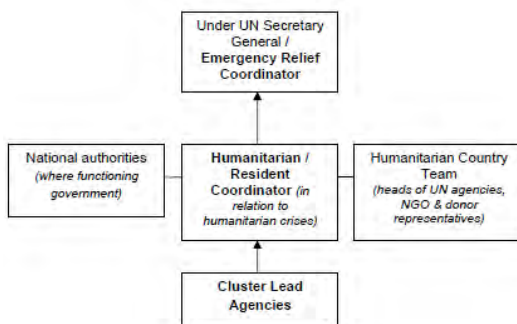 Under UN Secretary
General /
Emergency Relief
Coordinator
National authorities
(where functioning
government)
Humanitarian /
Resident
Coordinator (in
relation to
humanitarian crises)
Humanitarian Country
Team
(heads of UN agencies,
NGO & donor
representatives)
Cluster Lead
Agencies